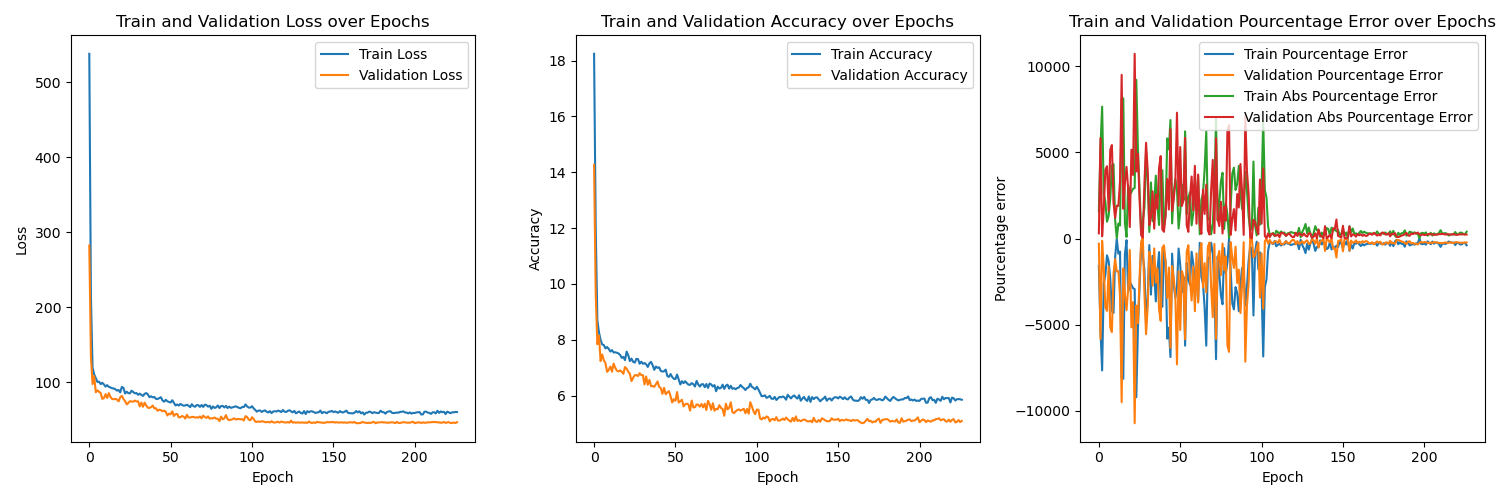 Train and Validation Loss over Epochs
Loss
500
400
300
200
100
0
50
100
150
200
Epoch
Train Loss
Validation Loss
Train and Validation Accuracy over Epochs
Accuracy
18
16
14
12
10
8
6
0
50
100
150
200
Epoch
Train Accuracy
Validation Accuracy
Train and Validation Pourcentage Error over Epochs
Pourcentage error
10000
5000
0
−5000
−10000
0
50
100
150
200
Epoch
Train Pourcentage Error
Validation Pourcentage Error
Train Abs Pourcentage Error
Validation Abs Pourcentage Error